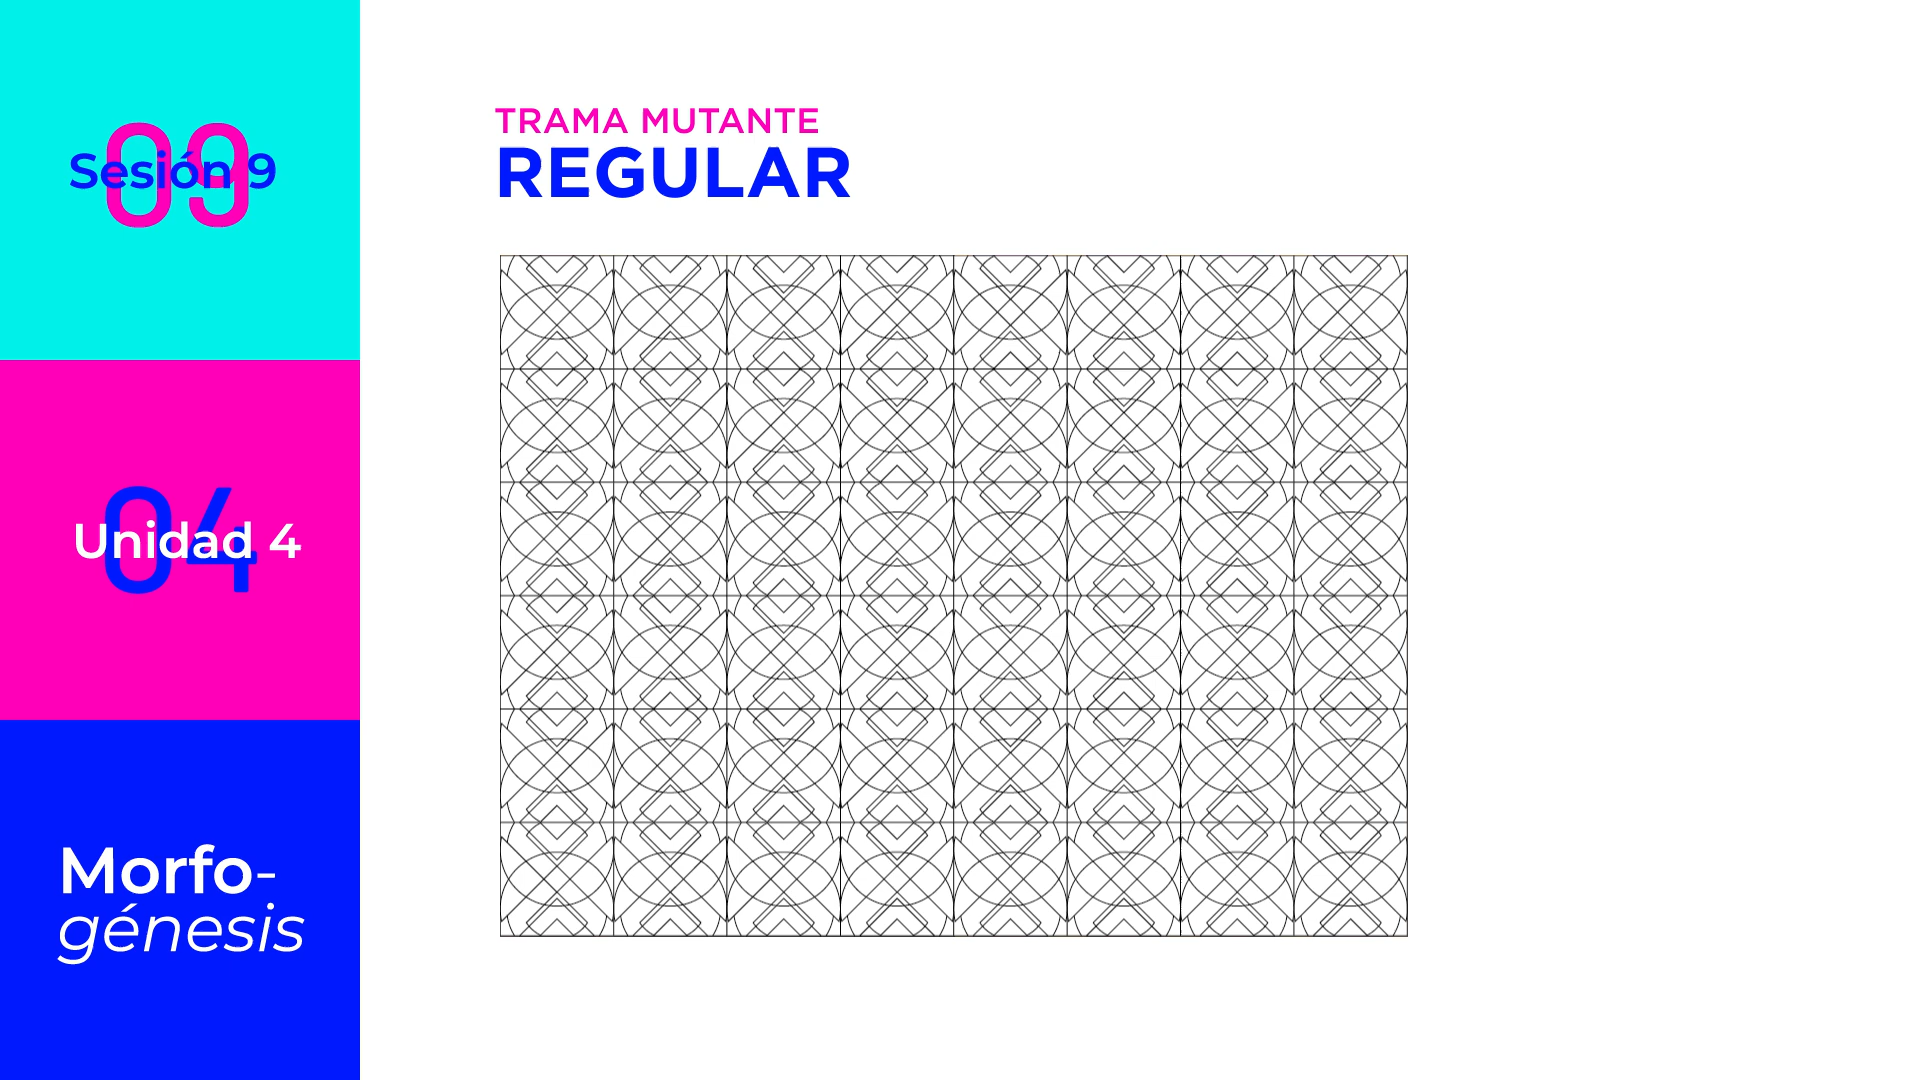 09
Sesión 9
04
Unidad 4
Morfo-
génesis
TRAMA MUTANTE
REGULAR